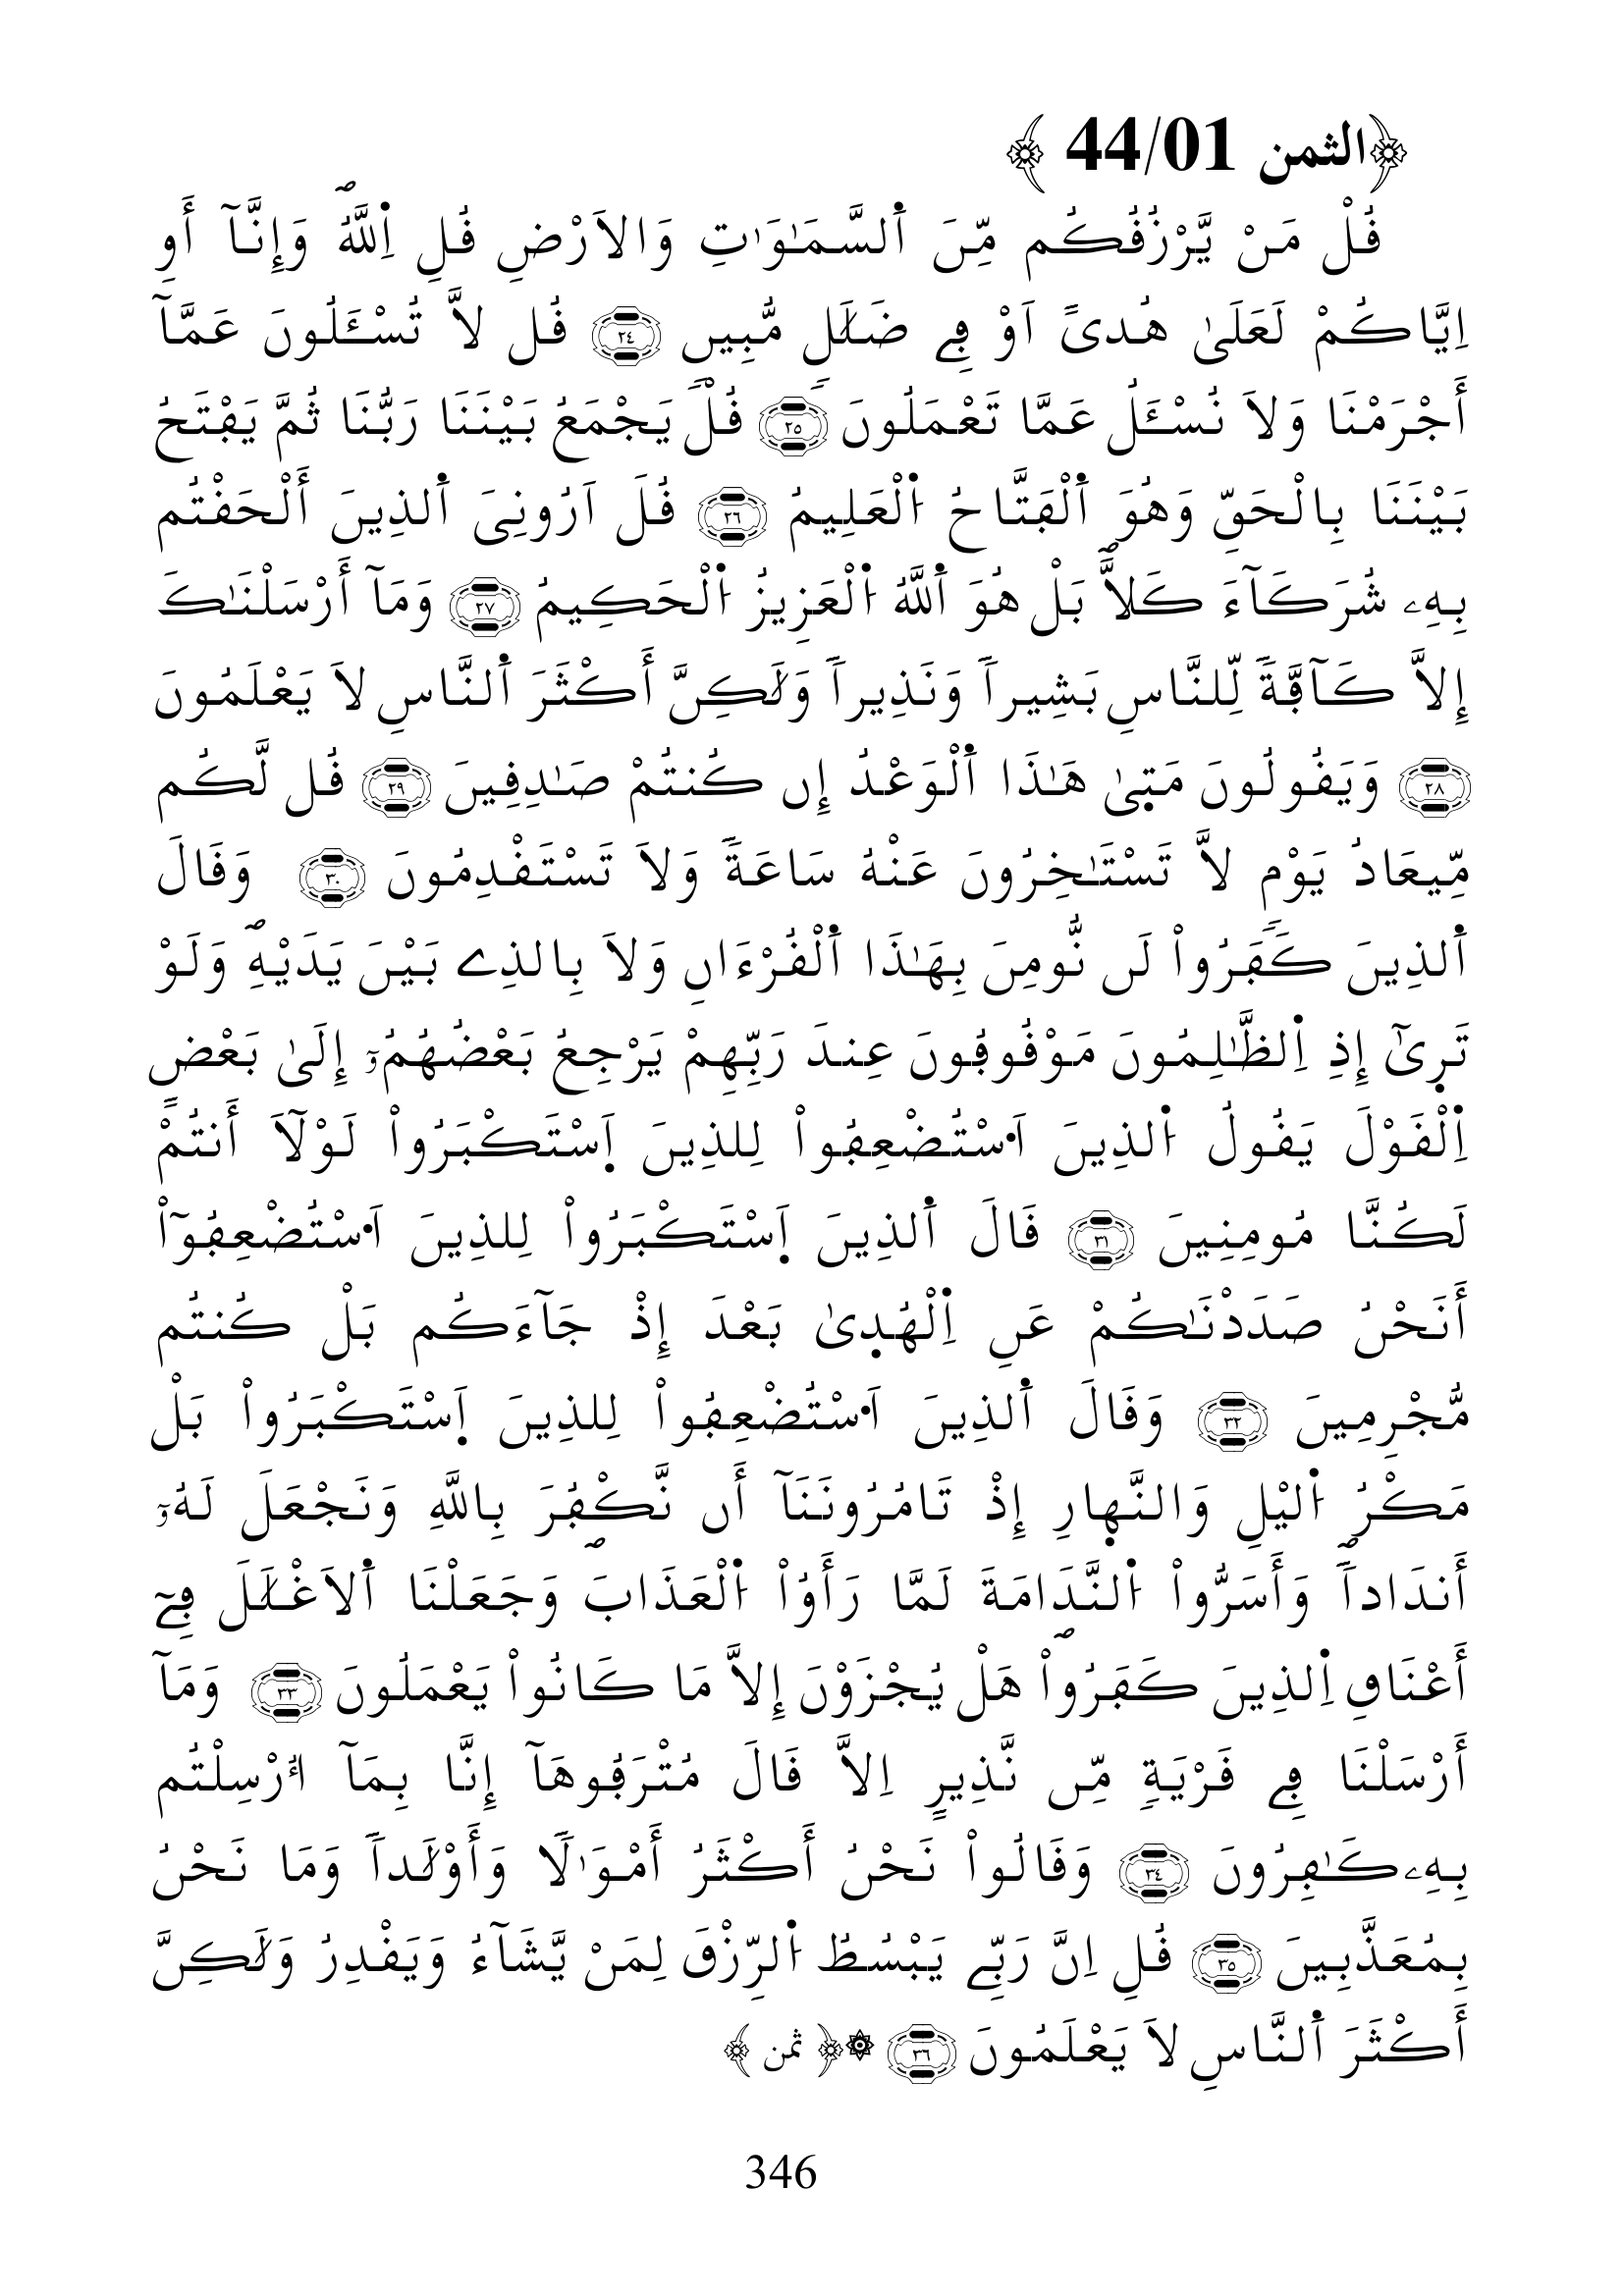 ﴿الثمن 44/01 ﴾
فُلْ مَنْ يَّرْزُفُكُم مِّنَ اَ۬لسَّمَٰوَٰتِ وَالاَرْضِ فُلِ اِ۬للَّهُۖ وَإِنَّآ أَوِ
اِيَّاكُمْ لَعَلَىٰ هُدىً اَوْ فِے ضَلَٰلٖ مُّبِينٖ ۝٢٤ فُل لاَّ تُسْـَٔلُونَ عَمَّآ
أَجْرَمْنَا وَلاَ نُسْـَٔلُ عَمَّا تَعْمَلُونَۖ ۝٢٥ فُلْ يَجْمَعُ بَيْنَنَا رَبُّنَا ثُمَّ يَفْتَحُ
بَيْنَنَا بِالْحَقِّ وَهُوَ اَ۬لْفَتَّاحُ اُ۬لْعَلِيمُ ۝٢٦ فُلَ اَرُونِىَ اَ۬لذِينَ أَلْحَفْتُم
بِهِۦ شُرَكَآءَ كَلاَّۖ بَلْ هُوَ اَ۬للَّهُ اُ۬لْعَزِيزُ اُ۬لْحَكِيمُ ۝٢٧ وَمَآ أَرْسَلْنَٰكَ
إِلاَّ كَآفَّةً لِّلنَّاسِ بَشِيراً وَنَذِيراً وَلَٰكِنَّ أَكْثَرَ اَ۬لنَّاسِ لاَ يَعْلَمُونَ
۝٢٨ وَيَفُولُونَ مَتٜىٰ هَٰذَا اَ۬لْوَعْدُ إِن كُنتُمْ صَٰدِفِينَ ۝٢٩ فُل لَّكُم
مِّيعَادُ يَوْمٖ لاَّ تَسْتَـٰٔخِرُونَ عَنْهُ سَاعَةً وَلاَ تَسْتَفْدِمُونَ ۝٣٠ وَفَالَ
اَ۬لذِينَ كَفَرُواْ لَن نُّومِنَ بِهَٰذَا اَ۬لْفُرْءَانِ وَلاَ بِالذِے بَيْنَ يَدَيْهِۖ وَلَوْ
تَرٜىٰٓ إِذِ اِ۬لظَّٰلِمُونَ مَوْفُوفُونَ عِندَ رَبِّهِمْ يَرْجِعُ بَعْضُهُمُۥٓ إِلَىٰ بَعْضٍ
اِ۬لْفَوْلَ يَفُولُ اُ۬لذِينَ اَ۟سْتُضْعِفُواْ لِلذِينَ اَ۪سْتَكْبَرُواْ لَوْلَآ أَنتُمْ
لَكُنَّا مُومِنِينَ ۝٣١ فَالَ اَ۬لذِينَ اَ۪سْتَكْبَرُواْ لِلذِينَ اَ۟سْتُضْعِفُوٓاْ
أَنَحْنُ صَدَدْنَٰكُمْ عَنِ اِ۬لْهُدٜىٰ بَعْدَ إِذْ جَآءَكُم بَلْ كُنتُم
مُّجْرِمِينَ ۝٣٢ وَفَالَ اَ۬لذِينَ اَ۟سْتُضْعِفُواْ لِلذِينَ اَ۪سْتَكْبَرُواْ بَلْ
مَكْرُ اُ۬ليْلِ وَالنَّهٜارِ إِذْ تَامُرُونَنَآ أَن نَّكْفُرَ بِاللَّهِ وَنَجْعَلَ لَهُۥٓ
أَندَاداًۖ وَأَسَرُّواْ اُ۬لنَّدَامَةَ لَمَّا رَأَوُاْ اُ۬لْعَذَابَۖ وَجَعَلْنَا اَ۬لاَغْلَٰلَ فِےٓ
أَعْنَافِ اِ۬لذِينَ كَفَرُواْۖ هَلْ يُجْزَوْنَ إِلاَّ مَا كَانُواْ يَعْمَلُونَ ۝٣٣ وَمَآ
أَرْسَلْنَا فِے فَرْيَةٖ مِّن نَّذِيرٍ اِلاَّ فَالَ مُتْرَفُوهَآ إِنَّا بِمَآ أُرْسِلْتُم
بِهِۦ كَٰفِرُونَ ۝٣٤ وَفَالُواْ نَحْنُ أَكْثَرُ أَمْوَٰلًا وَأَوْلَٰداً وَمَا نَحْنُ
بِمُعَذَّبِينَ ۝٣٥ فُلِ اِنَّ رَبِّے يَبْسُطُ اُ۬لرِّزْقَ لِمَنْ يَّشَآءُ وَيَفْدِرُ وَلَٰكِنَّ
أَكْثَرَ اَ۬لنَّاسِ لاَ يَعْلَمُونَ ۝٣٦ ۞﴿ ثمن ﴾
346